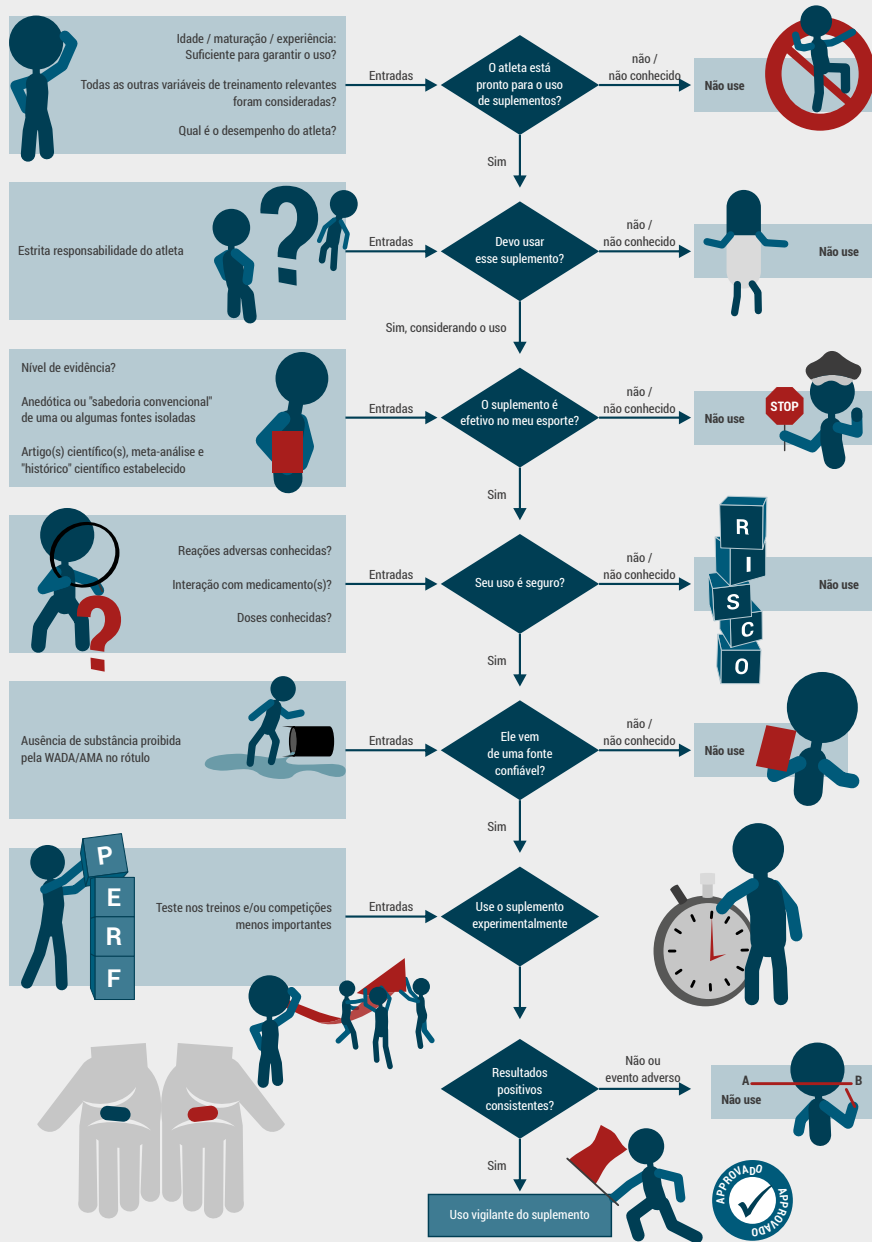 Idade / maturação / experiência:
Suficiente para garantir o uso?
Todas as outras variáveis de treinamento relevantes
foram consideradas?
Qual é o desempenho do atleta?
Entradas
O atleta está
pronto para o uso
de suplementos?
não /
não conhecido
Não use
Sim
Estrita responsabilidade do atleta
Entradas
Devo usar
esse suplemento?
não /
não conhecido
Não use
Sim, considerando o uso
Nível de evidência?
Anedótica ou "sabedoria convencional"
de uma ou algumas fontes isoladas
Artigo(s) científico(s), meta-análise e
"histórico" científico estabelecido
Entradas
O suplemento é
efetivo no meu esporte?
não /
não conhecido
Não use
STOP
Sim
Reações adversas conhecidas?
Interação com medicamento(s)?
Doses conhecidas?
Entradas
Seu uso é seguro?
não /
não conhecido
R
I
S
C
O
Não use
Sim
Ausência de substância proibida
pela WADA/AMA no rótulo
Entradas
Ele vem
de uma fonte
confiável?
não /
não conhecido
Não use
Sim
P
E
R
F
Teste nos treinos e/ou competições
menos importantes
Entradas
Use o suplemento
experimentalmente
Resultados
positivos
consistentes?
Não ou
evento adverso
A
B
Não use
Sim
Uso vigilante do suplemento
APPROVADO
APPROVADO